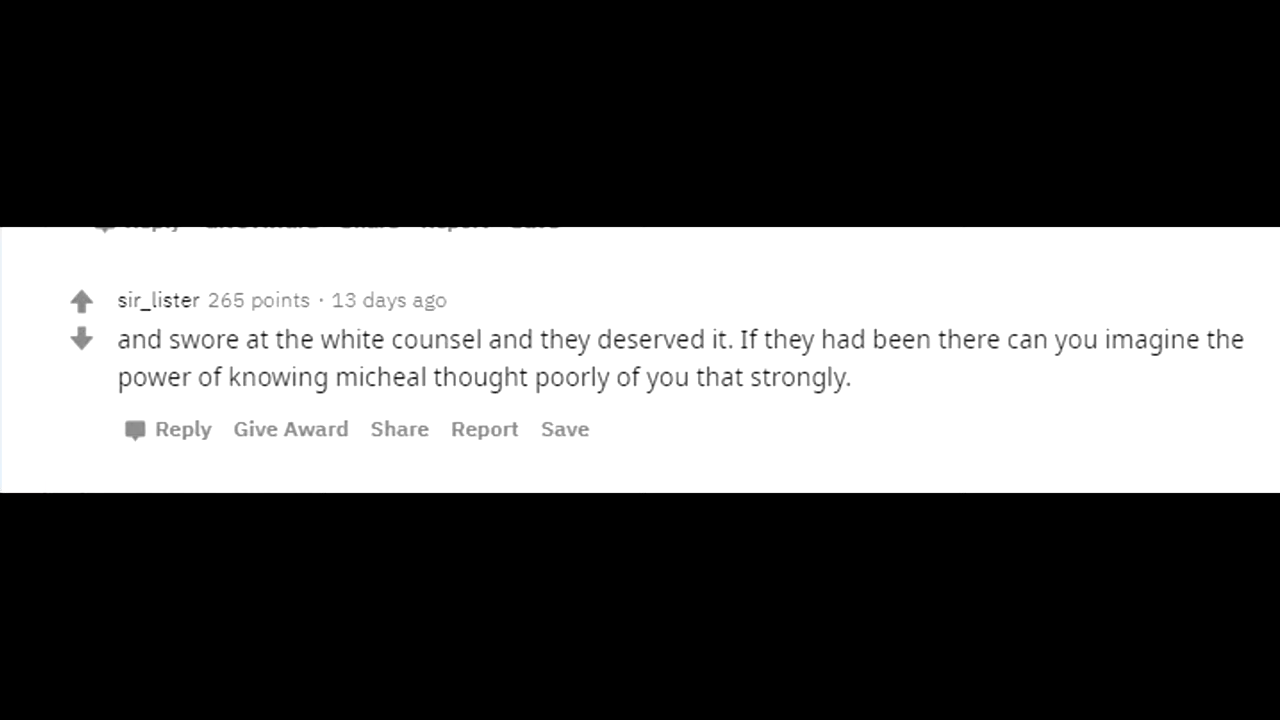 sir_lister 265 points · 13 days ago
and swore at the white counsel and they deserved it. If they had been there can you imagine the
power of knowing micheal thought poorly of you that strongly.
Reply Give Award Share Report Save